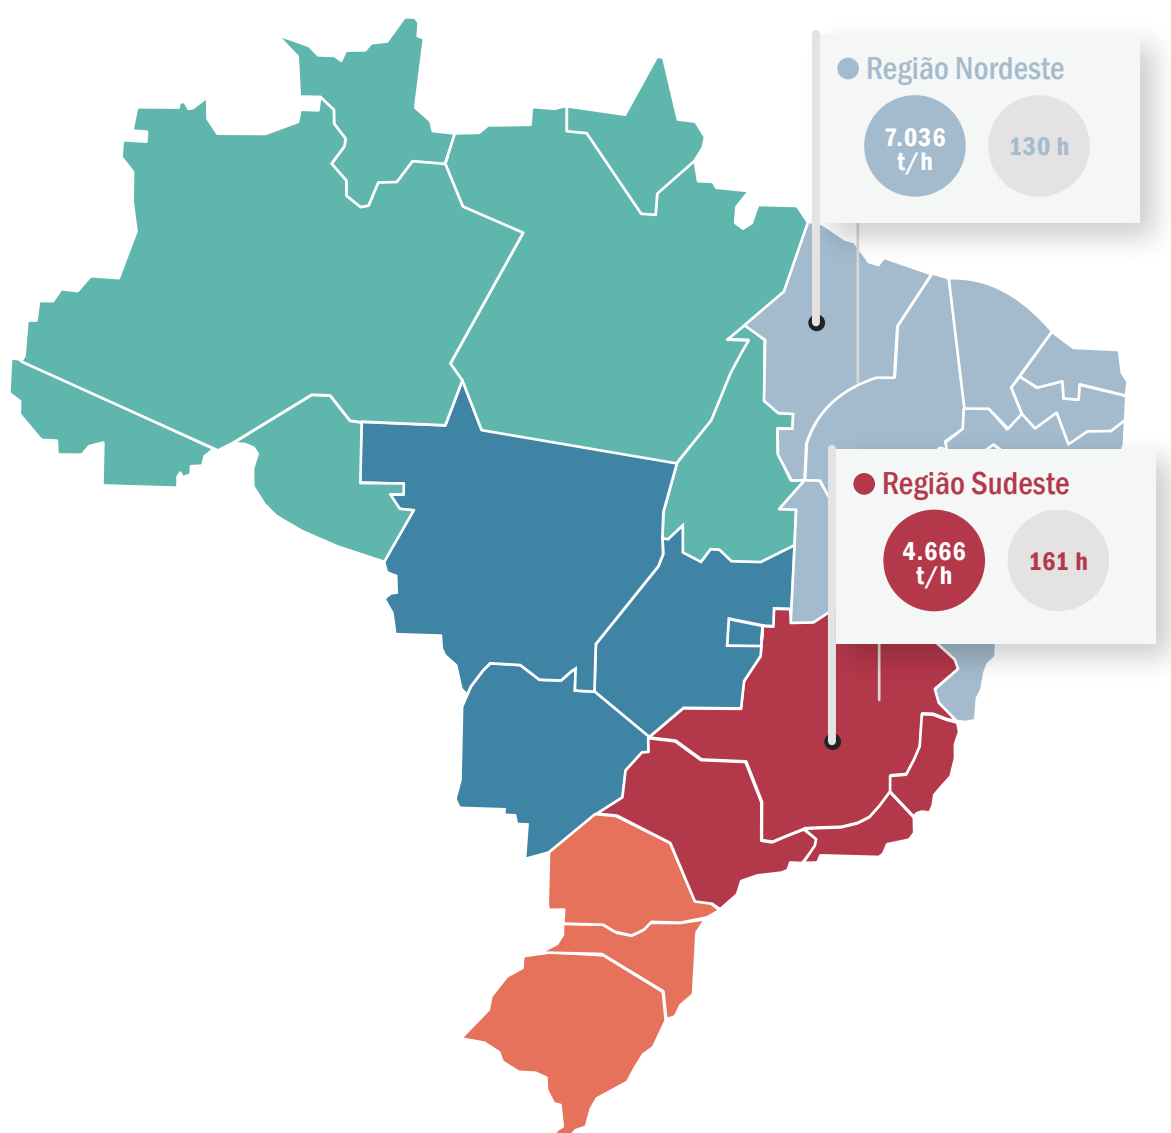 Região Nordeste
7.036
t/h
130 h
Região Sudeste
4.666
t/h
161 h